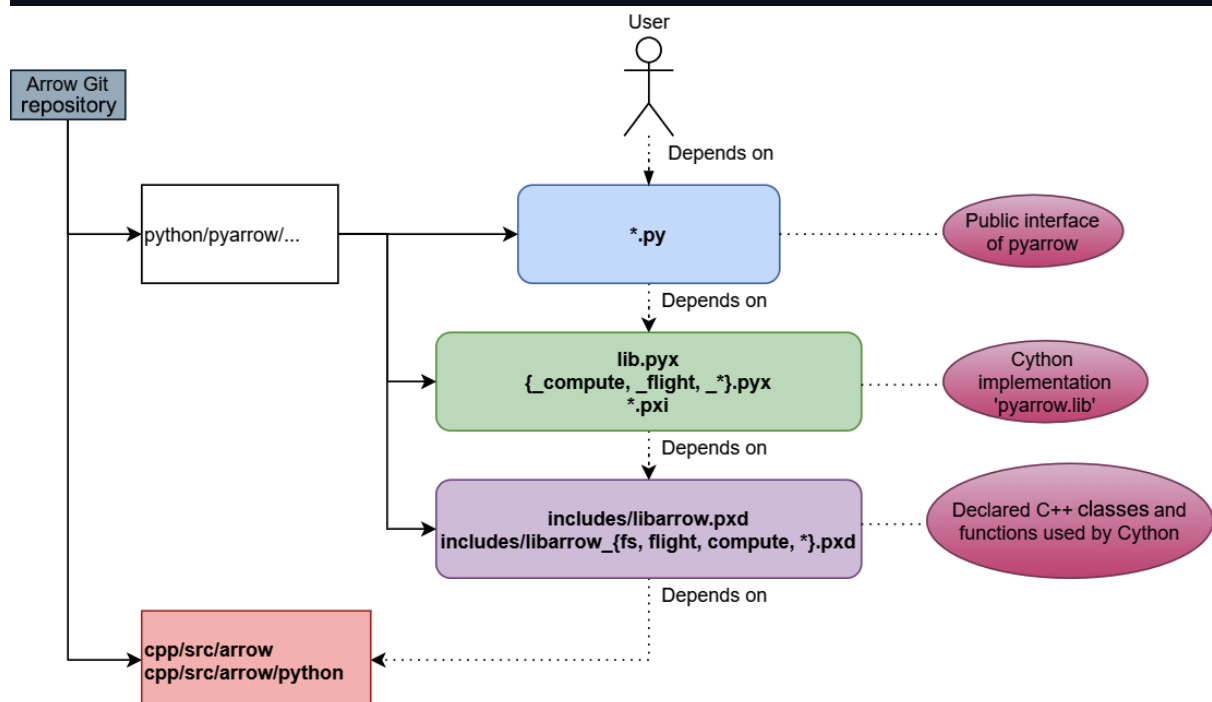 User
Arrow Git
repository
Depends on
python/pyarrow/...
*.py
Public interface
of pyarrow
Depends on
lib.pyx
{_compute, _flight, _*}.pyx
*.pxi
Cython
implementation
'pyarrow.lib'
Depends on
includes/libarrow.pxd
includes/libarrow_{fs, flight, compute, *}.pxd
Declared C++ classes and
functions used by Cython
Depends on
cpp/src/arrow
cpp/src/arrow/python